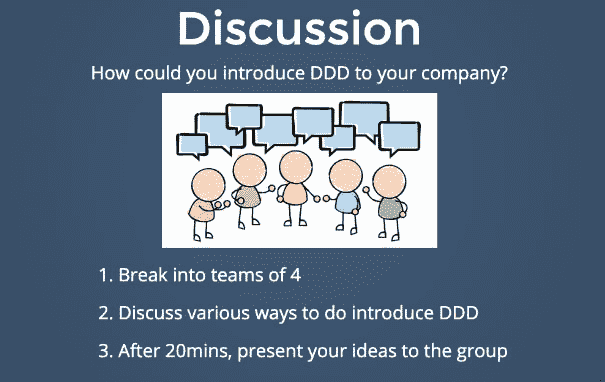 Discussion
How could you introduce DDD to your company?
1. Break into teams of 4
2. Discuss various ways to do introduce DDD
3. After 20mins, present your ideas to the group